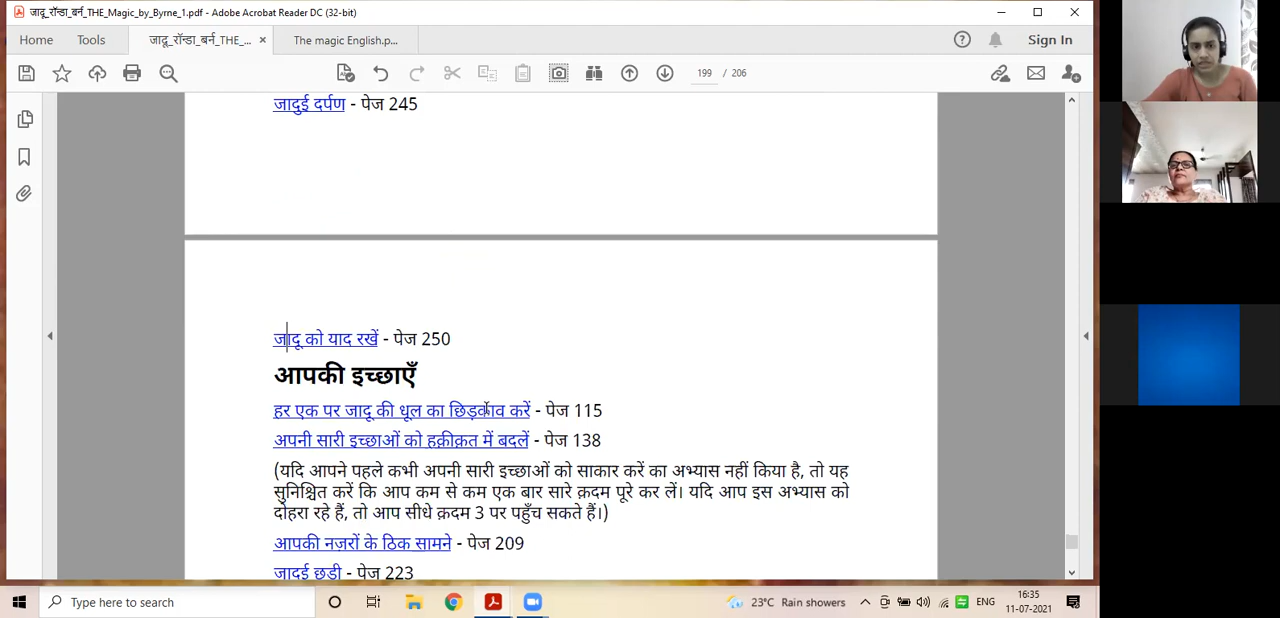 जादू_रॉन्डा_बर्न_THE_Magic_by_Byrne_1.pdf - Adobe Acrobat Reader DC (32-bit)
Home Tools जादू_रॉन्डा_बर्न_THE_... The magic English.p...
Sign In
199 / 206
जादुई दर्पण - पेज 245
जादू को याद रखें - पेज 250
आपकी इच्छाएँ
हर एक पर जादू की धूल का छिड़काव करें - पेज 115
अपनी सारी इच्छाओं को हक़ीक़त में बदलें - पेज 138
(यदि आपने पहले कभी अपनी सारी इच्छाओं को साकार करें का अभ्यास नहीं किया है, तो यह
सुनिश्चित करें कि आप कम से कम एक बार सारे क़दम पूरे कर लें। यदि आप इस अभ्यास को
दोहरा रहे हैं, तो आप सीधे क़दम 3 पर पहुँच सकते हैं।)
आपकी नज़रों के ठिक सामने - पेज 209
जादुई छड़ी - पेज 223
Type here to search
23°C Rain showers
ENG
16:35
11-07-2021